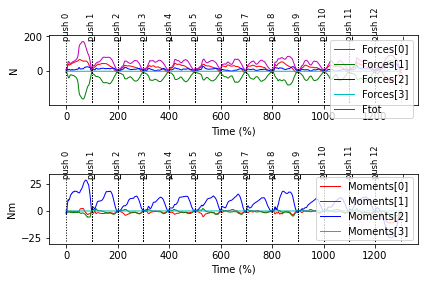 push 0
push 1
push 2
push 3
push 4
push 5
push 6
push 7
push 8
push 9
push 10
push 11
push 12
200
0
N
Forces[0]
Forces[1]
Forces[2]
Forces[3]
Ftot
0 200 400 600 800 1000 1200
Time (%)
push 0
push 1
push 2
push 3
push 4
push 5
push 6
push 7
push 8
push 9
push 10
push 11
push 12
25
0
−25
Nm
Moments[0]
Moments[1]
Moments[2]
Moments[3]
0 200 400 600 800 1000 1200
Time (%)